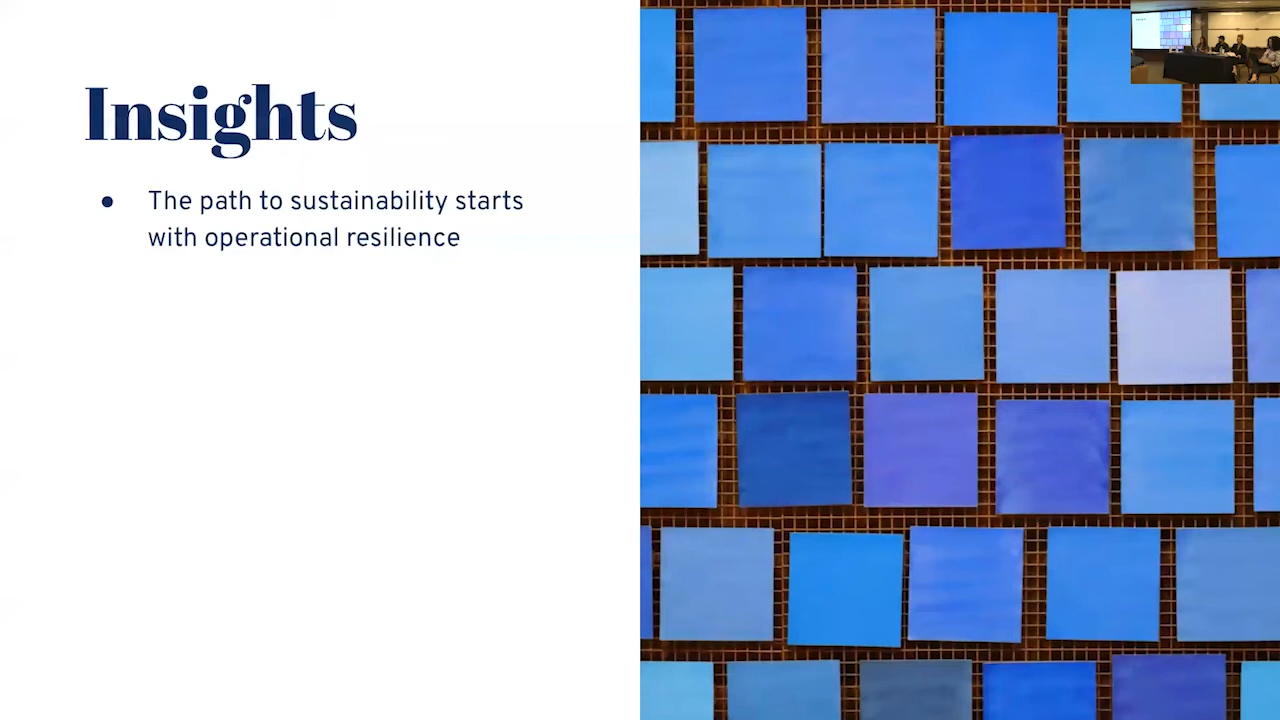 Insights
● The path to sustainability starts
with operational resilience